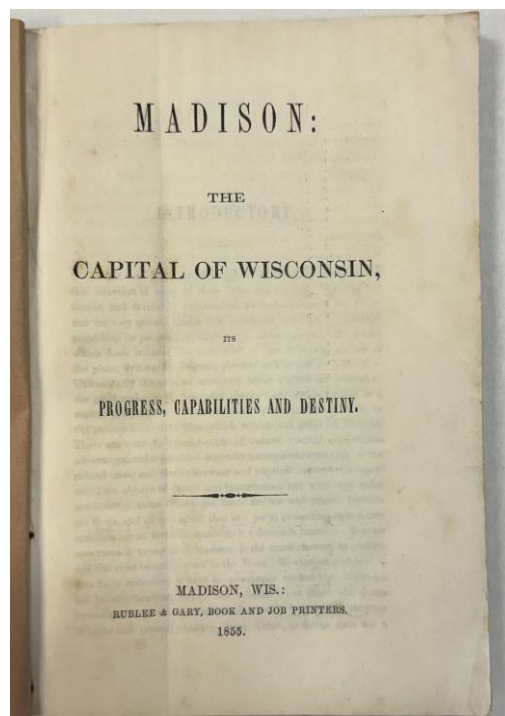 MADISON:
THE
CAPITAL OF WISCONSIN,
ITS
PROGRESS, CAPABILITIES AND DESTINY.
MADISON, WIS.:
RUBLEE & GARY, BOOK AND JOB PRINTERS.
1855.